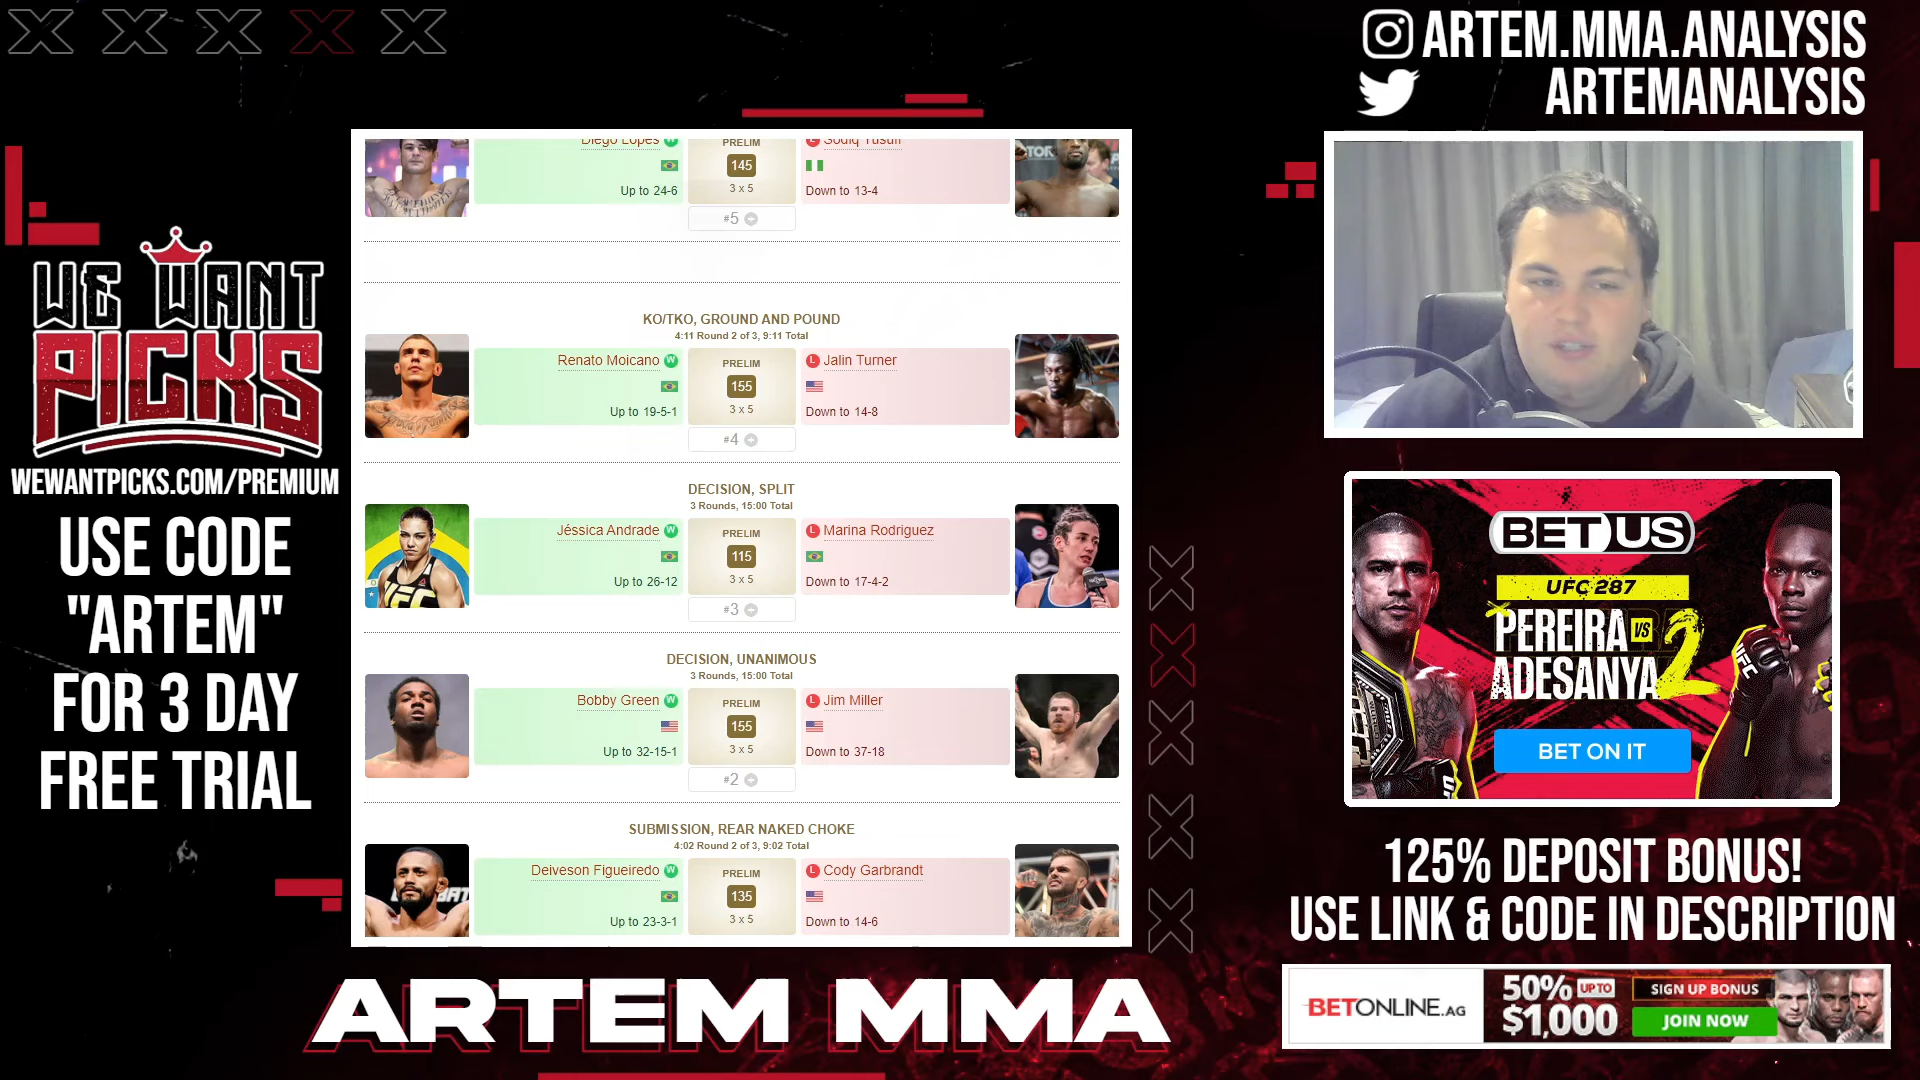 ARTEM.MMA.ANALYSIS
ARTEMANALYSIS
WE WANT
PICKS
WEWANTPICKS.COM/PREMIUM
USE CODE
"ARTEM"
FOR 3 DAY
FREE TRIAL
Diego Lopes W PRELIM L Sodiq Yusuff
145
Up to 24-6 3 x 5 Down to 13-4
#5
KO/TKO, GROUND AND POUND
4:11 Round 2 of 3, 9:11 Total
Renato Moicano W PRELIM L Jalin Turner
155
Up to 19-5-1 3 x 5 Down to 14-8
#4
DECISION, SPLIT
3 Rounds, 15:00 Total
Jéssica Andrade W PRELIM L Marina Rodriguez
115
Up to 26-12 3 x 5 Down to 17-4-2
#3
DECISION, UNANIMOUS
3 Rounds, 15:00 Total
Bobby Green W PRELIM L Jim Miller
155
Up to 32-15-1 3 x 5 Down to 37-18
#2
SUBMISSION, REAR NAKED CHOKE
4:02 Round 2 of 3, 9:02 Total
Deiveson Figueiredo W PRELIM L Cody Garbrandt
135
Up to 23-3-1 3 x 5 Down to 14-6
BETUS
UFC 287
PEREIRA VS
ADESANYA 2
BET ON IT
125% DEPOSIT BONUS!
USE LINK & CODE IN DESCRIPTION
BETONLINE.AG
50% UP TO
$1,000
SIGN UP BONUS
JOIN NOW
ARTEM MMA